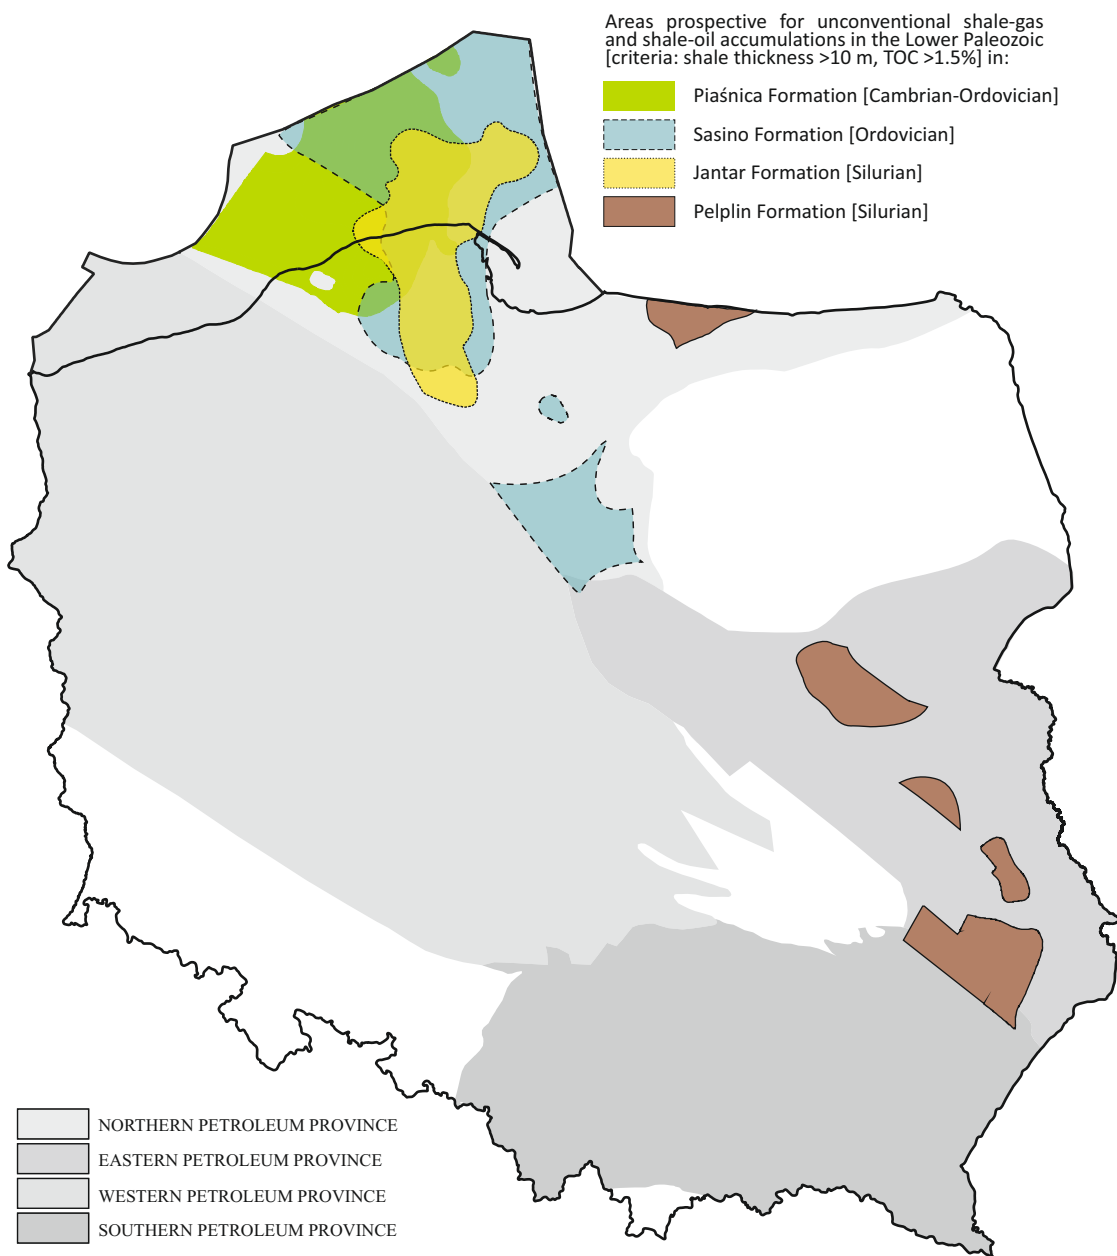 Areas prospective for unconventional shale-gas
and shale-oil accumulations in the Lower Paleozoic
[criteria: shale thickness >10 m, TOC >1.5%] in:
Piaśnica Formation [Cambrian-Ordovician]
Sasino Formation [Ordovician]
Jantar Formation [Silurian]
Pelplin Formation [Silurian]
NORTHERN PETROLEUM PROVINCE
EASTERN PETROLEUM PROVINCE
WESTERN PETROLEUM PROVINCE
SOUTHERN PETROLEUM PROVINCE